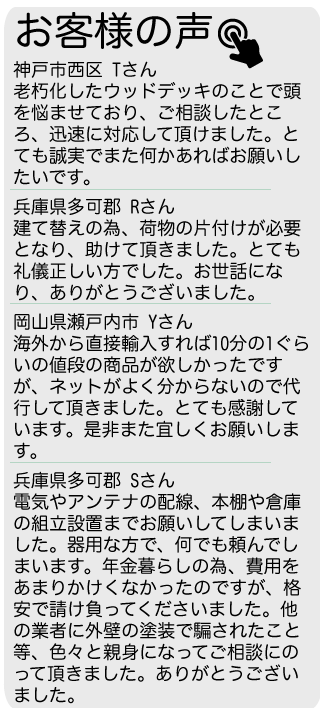 お客様の声
神戸市西区 Tさん
老朽化したウッドデッキのことで頭
を悩ませており、ご相談したとこ
ろ、迅速に対応して頂けました。と
ても誠実でまた何かあればお願いし
たいです。
兵庫県多可郡 Rさん
建て替えの為、荷物の片付けが必要
となり、助けて頂きました。とても
礼儀正しい方でした。お世話にな
り、ありがとうございました。
岡山県瀬戸内市 Yさん
海外から直接輸入すれば10分の1ぐら
いの値段の商品が欲しかったです
が、ネットがよく分からないので代
行して頂きました。とても感謝して
います。是非また宜しくお願いしま
す。
兵庫県多可郡 Sさん
電気やアンテナの配線、本棚や倉庫
の組立設置までお願いしてしまいま
した。器用な方で、何でも頼んでし
まいます。年金暮らしの為、費用を
あまりかけくなかったのですが、格
安で請け負ってくださいました。他
の業者に外壁の塗装で騙されたこと
等、色々と親身になってご相談にの
って頂きました。ありがとうござい
ました。